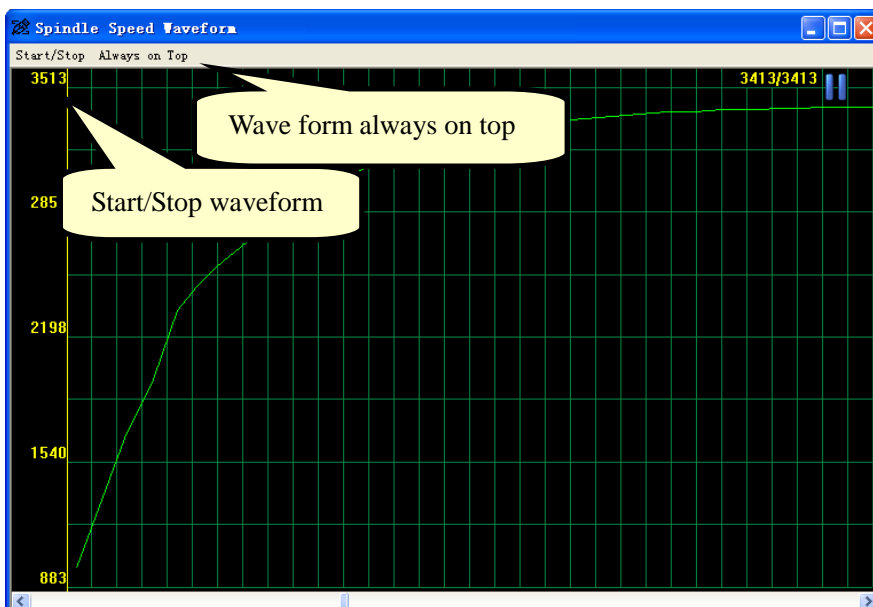 Spindle Speed Waveform
Start/Stop Always on Top
3513
3413/3413
Wave form always on top
Start/Stop waveform
285
2198
1540
883